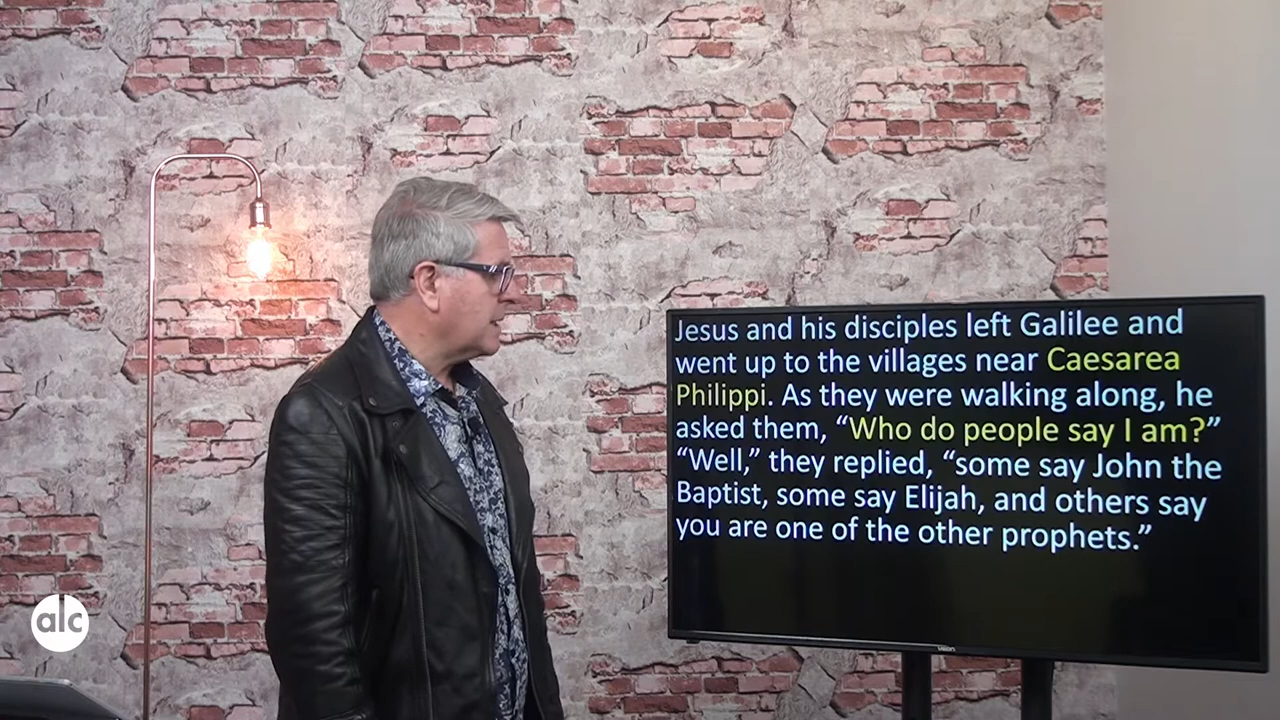 Jesus and his disciples left Galilee and
went up to the villages near Caesarea
Philippi. As they were walking along, he
asked them, “Who do people say I am?”
“Well,” they replied, “some say John the
Baptist, some say Elijah, and others say
you are one of the other prophets.”
alc